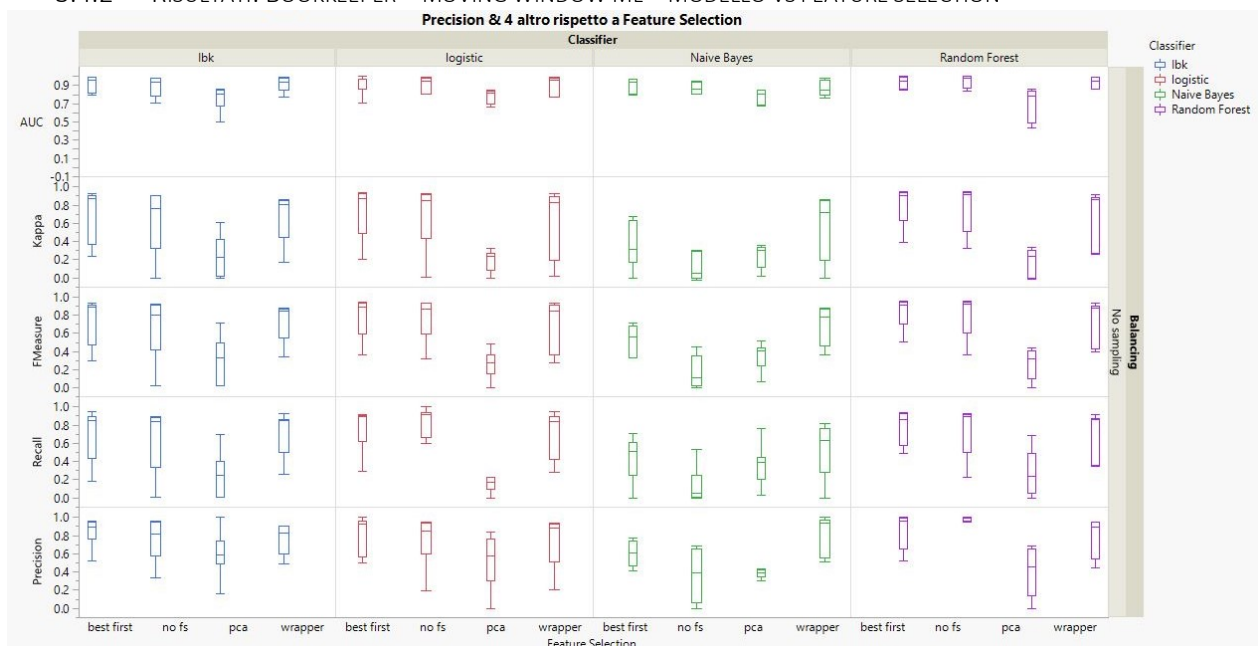 Precision & 4 altro rispetto a Feature Selection
Classifier
Ibk logistic Naive Bayes Random Forest
AUC
0.9
0.7
0.5
0.3
0.1
-0.1
Kappa
1.0
0.8
0.6
0.4
0.2
0.0
FMeasure
1.0
0.8
0.6
0.4
0.2
0.0
Recall
1.0
0.8
0.6
0.4
0.2
0.0
Precision
1.0
0.8
0.6
0.4
0.2
0.0
best first no fs pca wrapper best first no fs pca wrapper best first no fs pca wrapper best first no fs pca wrapper
Feature Selection
No sampling
Balancing
Classifier
Ibk
logistic
Naive Bayes
Random Forest